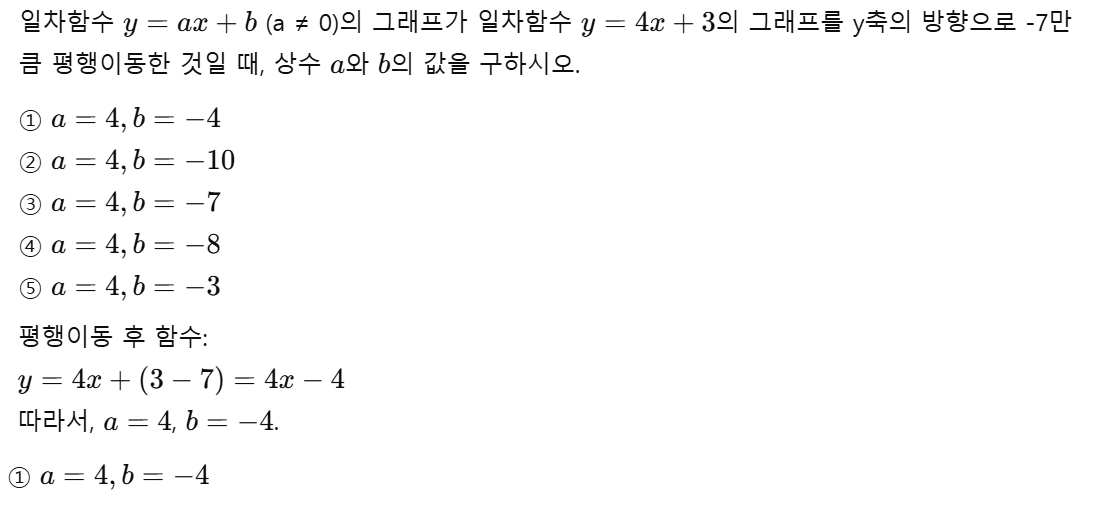 일차함수 y = ax + b (a ≠ 0)의 그래프가 일차함수 y = 4x + 3의 그래프를 y축의 방향으로 -7만
큼 평행이동한 것일 때, 상수 a와 b의 값을 구하시오.
① a = 4, b = −4
② a = 4, b = −10
③ a = 4, b = −7
④ a = 4, b = −8
⑤ a = 4, b = −3
평행이동 후 함수:
y = 4x + (3 − 7) = 4x − 4
따라서, a = 4, b = −4.
① a = 4, b = −4